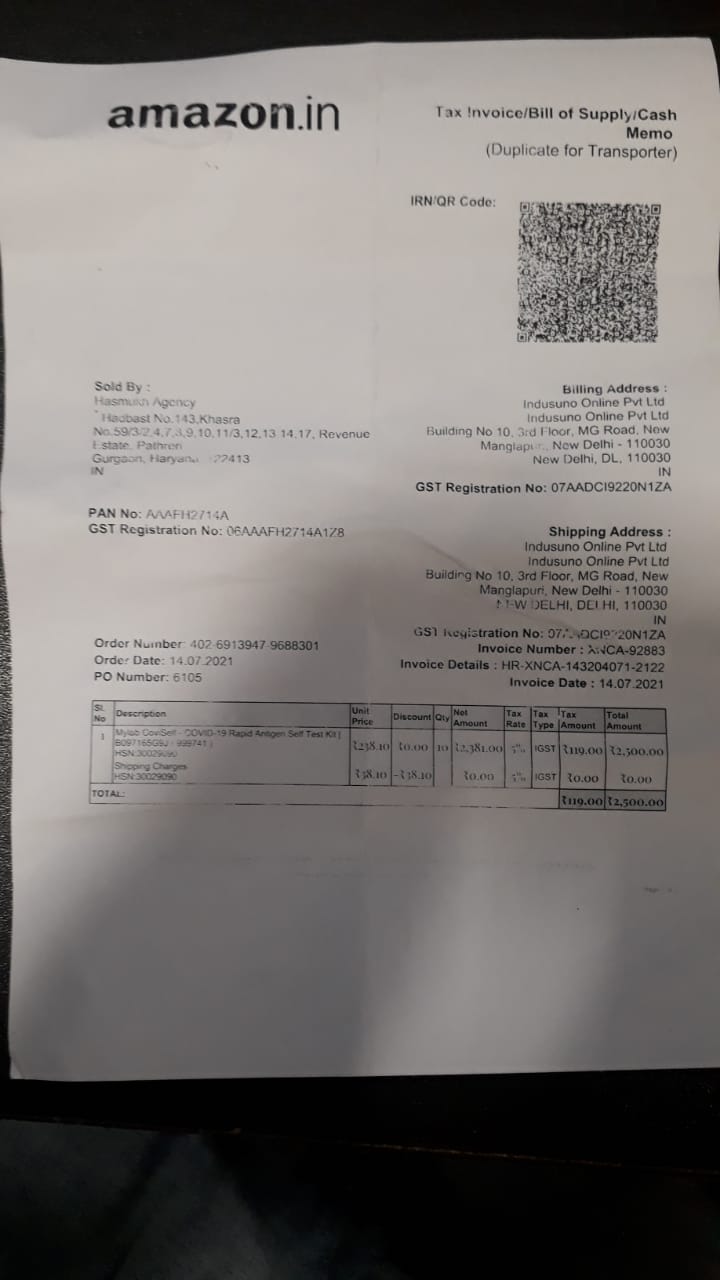 amazon.in
Tax Invoice/Bill of Supply/Cash
Memo
(Duplicate for Transporter)
IRN/QR Code:
Sold By :
Hasmukh Agency
Hadbast No.143,Khasra
No.59/3/2,4,7,8,9,10,11/3,12,13,14,17, Revenue
Estate, Pathreri
Gurgaon, Haryana
IN
PAN No: AAAFH2714A
GST Registration No: 06AAAFH2714A1Z8
Billing Address :
Indusuno Online Pvt Ltd
Indusuno Online Pvt Ltd
Building No 10, 3rd Floor, MG Road, New
Manglapuri, New Delhi - 110030
New Delhi, DL, 110030
IN
GST Registration No: 07AADCI9220N1ZA
Shipping Address :
Indusuno Online Pvt Ltd
Indusuno Online Pvt Ltd
Building No 10, 3rd Floor, MG Road, New
Manglapuri, New Delhi - 110030
NEW DELHI, DELHI, 110030
IN
GST Registration No: 07AADCI9220N1ZA
Order Number: 402-6913947-9688301
Order Date: 14.07.2021
PO Number: 6105
Invoice Number : XNCA-92883
Invoice Details : HR-XNCA-143204071-2122
Invoice Date : 14.07.2021
Sl. No Description Unit Price Discount Qty Net Amount Tax Rate Tax Type Tax Amount Total Amount
1 Mylab CoviSelf - COVID-19 Rapid Antigen Self Test Kit | ₹238.10 ₹0.00 10 ₹2,381.00 5% IGST ₹119.00 ₹2,500.00
B097165G9J ( 999741 )
HSN:30029090
Shipping Charges ₹38.10 -₹38.10 ₹0.00 5% IGST ₹0.00 ₹0.00
HSN:30029090
TOTAL: ₹119.00 ₹2,500.00